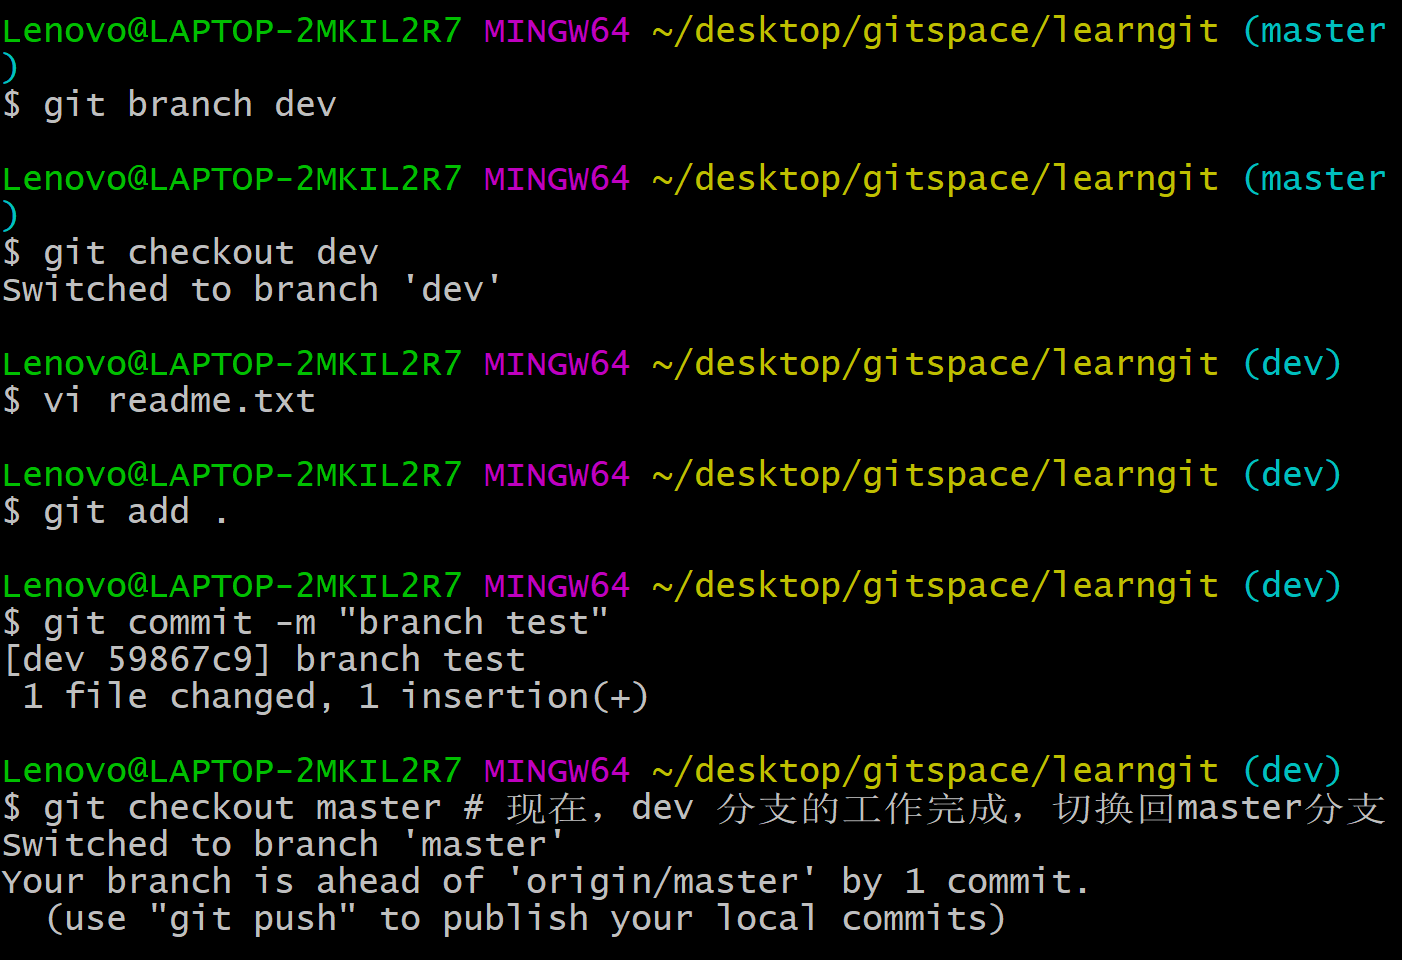 Lenovo@LAPTOP-2MKIL2R7 MINGW64 ~/desktop/gitspace/learngit (master
)
$ git branch dev
Lenovo@LAPTOP-2MKIL2R7 MINGW64 ~/desktop/gitspace/learngit (master
)
$ git checkout dev
Switched to branch 'dev'
Lenovo@LAPTOP-2MKIL2R7 MINGW64 ~/desktop/gitspace/learngit (dev)
$ vi readme.txt
Lenovo@LAPTOP-2MKIL2R7 MINGW64 ~/desktop/gitspace/learngit (dev)
$ git add .
Lenovo@LAPTOP-2MKIL2R7 MINGW64 ~/desktop/gitspace/learngit (dev)
$ git commit -m "branch test"
[dev 59867c9] branch test
 1 file changed, 1 insertion(+)
Lenovo@LAPTOP-2MKIL2R7 MINGW64 ~/desktop/gitspace/learngit (dev)
$ git checkout master # 现在，dev 分支的工作完成，切换回master分支
Switched to branch 'master'
Your branch is ahead of 'origin/master' by 1 commit.
  (use "git push" to publish your local commits)